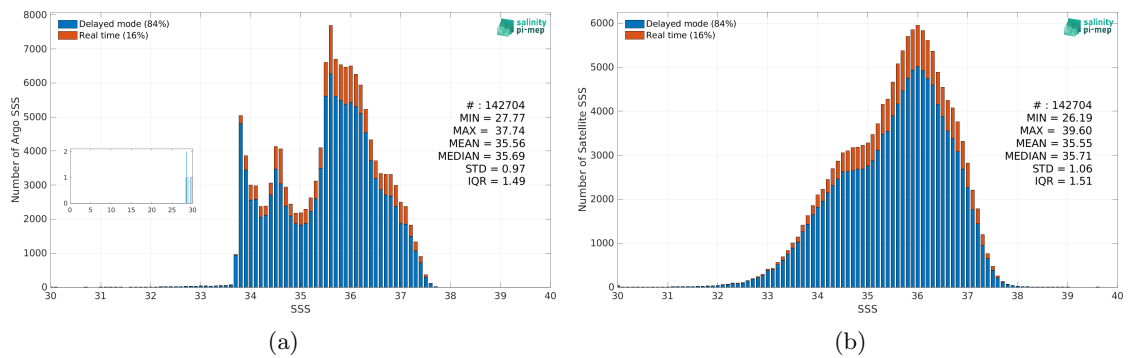 Delayed mode (84%)
Real time (16%)
salinity
pi-mep
# : 142704
MIN = 27.77
MAX = 37.74
MEAN = 35.56
MEDIAN = 35.69
STD = 0.97
IQR = 1.49
Number of Argo SSS
8000
7000
6000
5000
4000
3000
2000
1000
0
2
1
0
0 5 10 15 20 25 30
30 31 32 33 34 35 36 37 38 39 40
SSS
(a)
Delayed mode (84%)
Real time (16%)
salinity
pi-mep
# : 142704
MIN = 26.19
MAX = 39.60
MEAN = 35.55
MEDIAN = 35.71
STD = 1.06
IQR = 1.51
Number of Satellite SSS
6000
5000
4000
3000
2000
1000
0
30 31 32 33 34 35 36 37 38 39 40
SSS
(b)